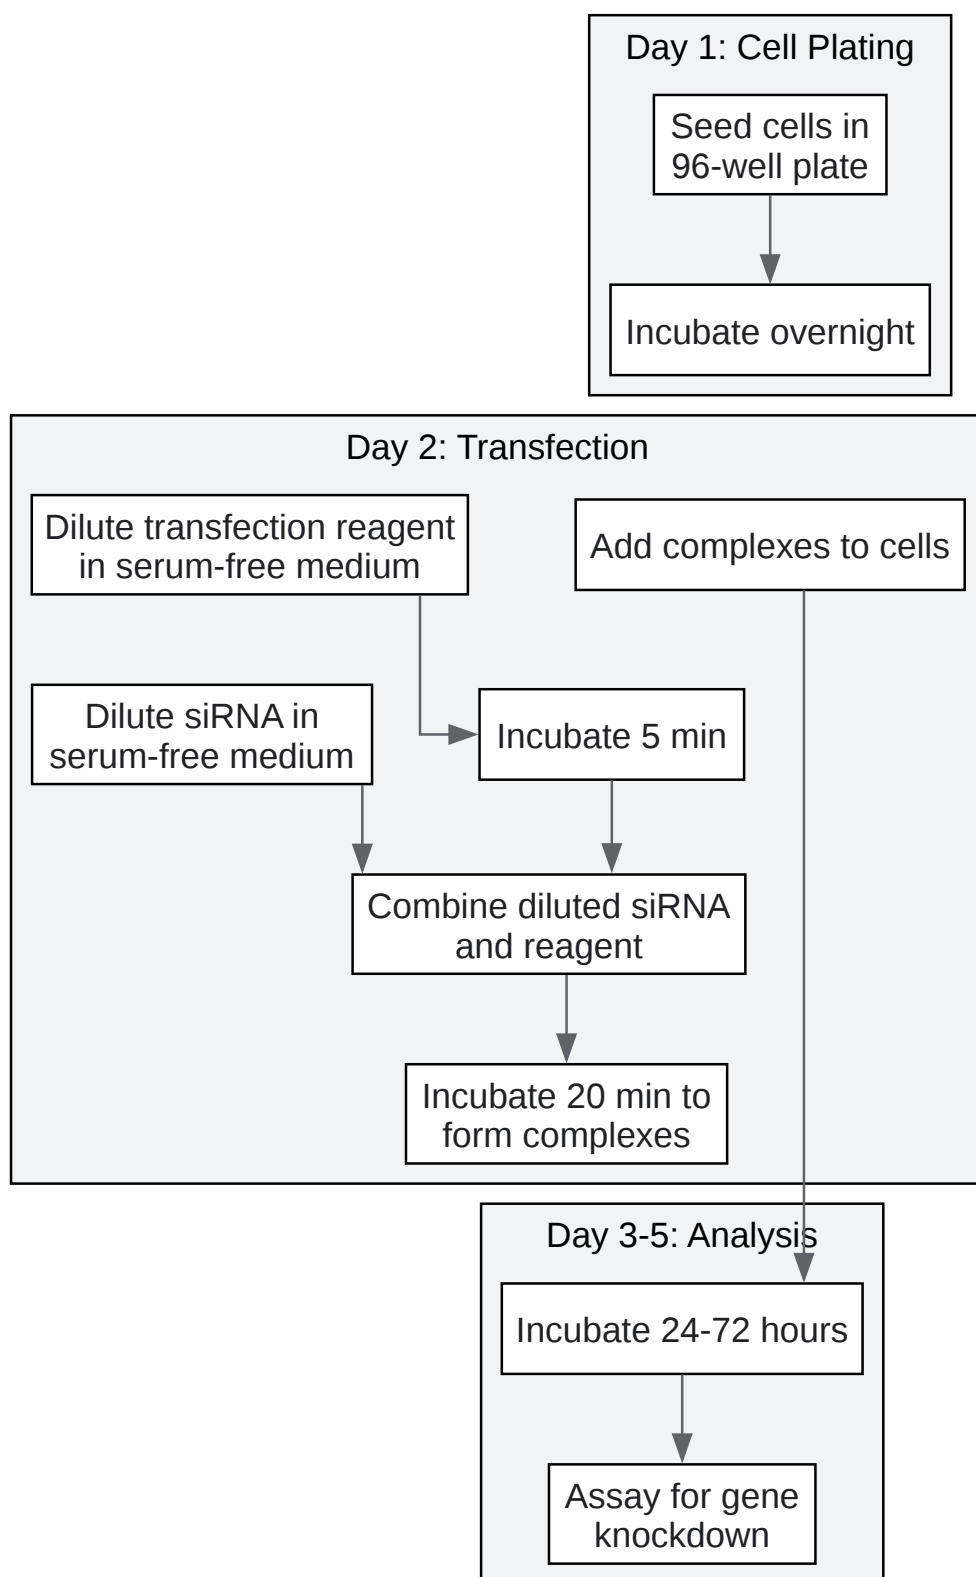 Day 1: Cell Plating
Seed cells in
96-well plate
Incubate overnight
Day 2: Transfection
Dilute transfection reagent
in serum-free medium
Add complexes to cells
Dilute siRNA in
serum-free medium
Incubate 5 min
Combine diluted siRNA
and reagent
Incubate 20 min to
form complexes
Day 3-5: Analysis
Incubate 24-72 hours
Assay for gene
knockdown